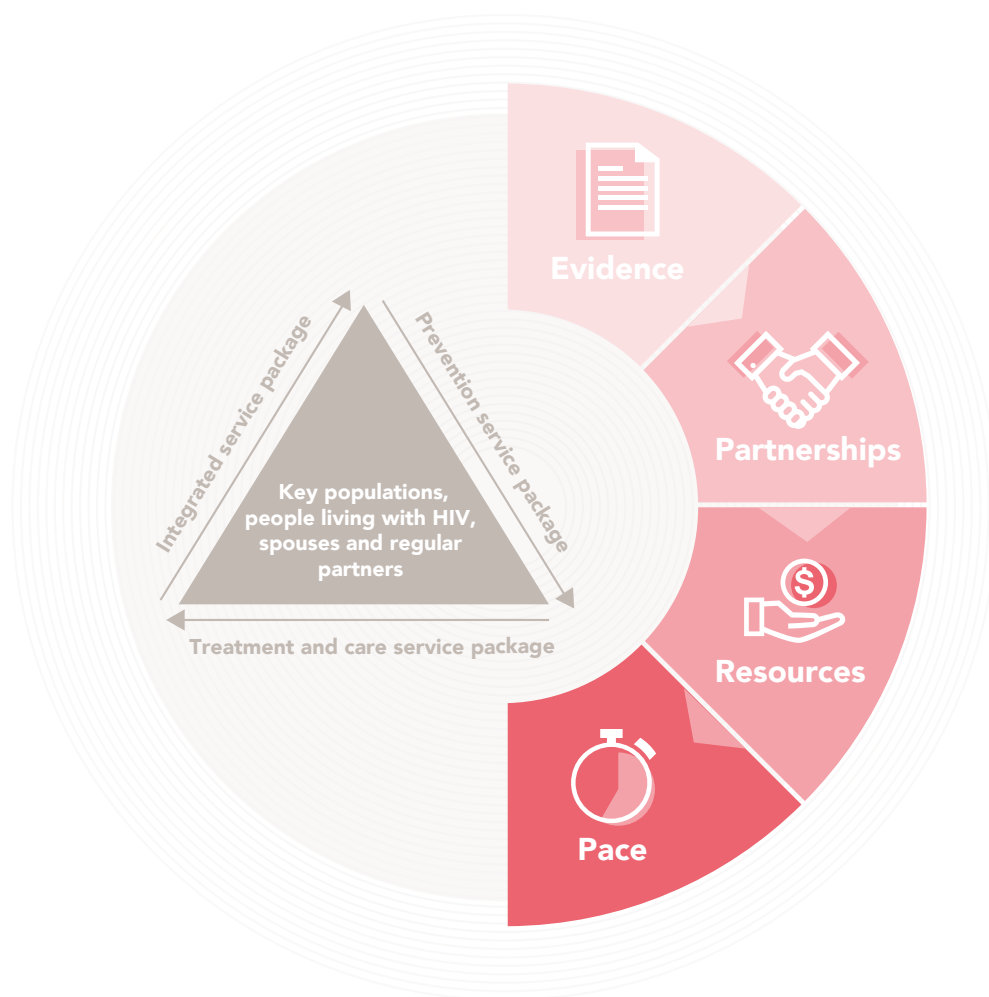 Evidence
Partnerships
Resources
Pace
Integrated service package
Prevention service package
Key populations,
people living with HIV,
spouses and regular
partners
Treatment and care service package
$